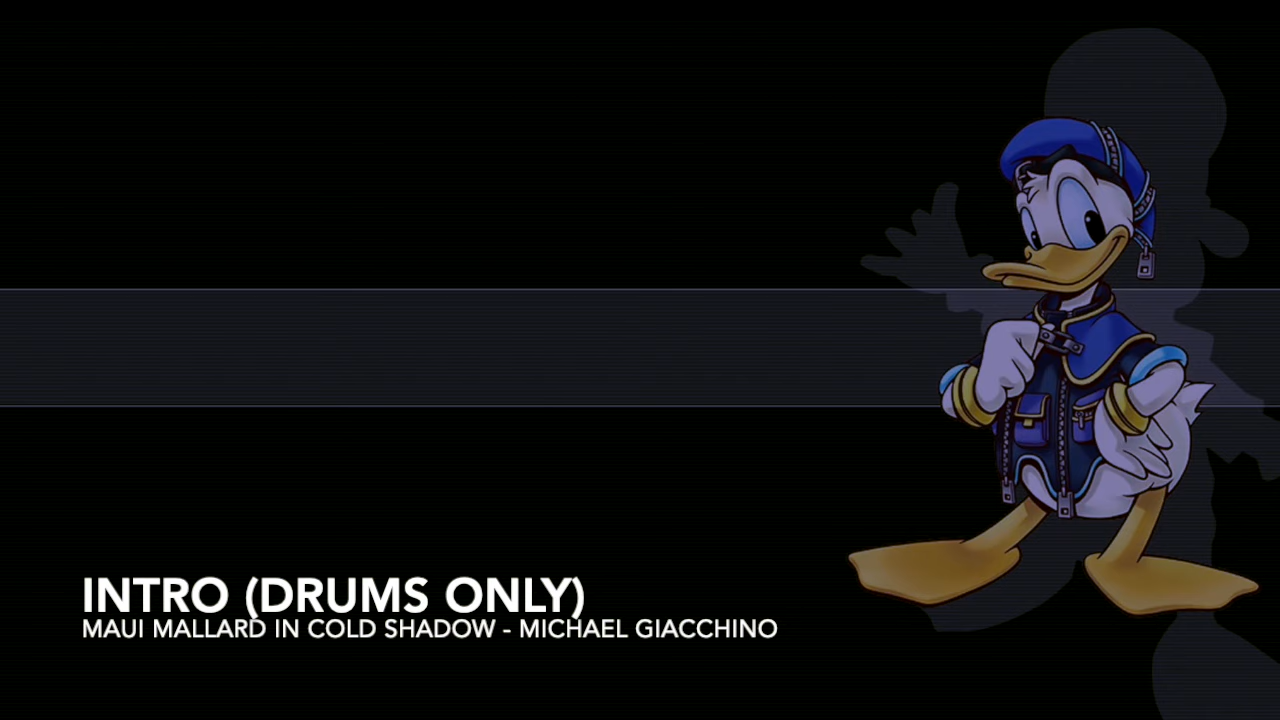 INTRO (DRUMS ONLY)
MAUI MALLARD IN COLD SHADOW - MICHAEL GIACCHINO